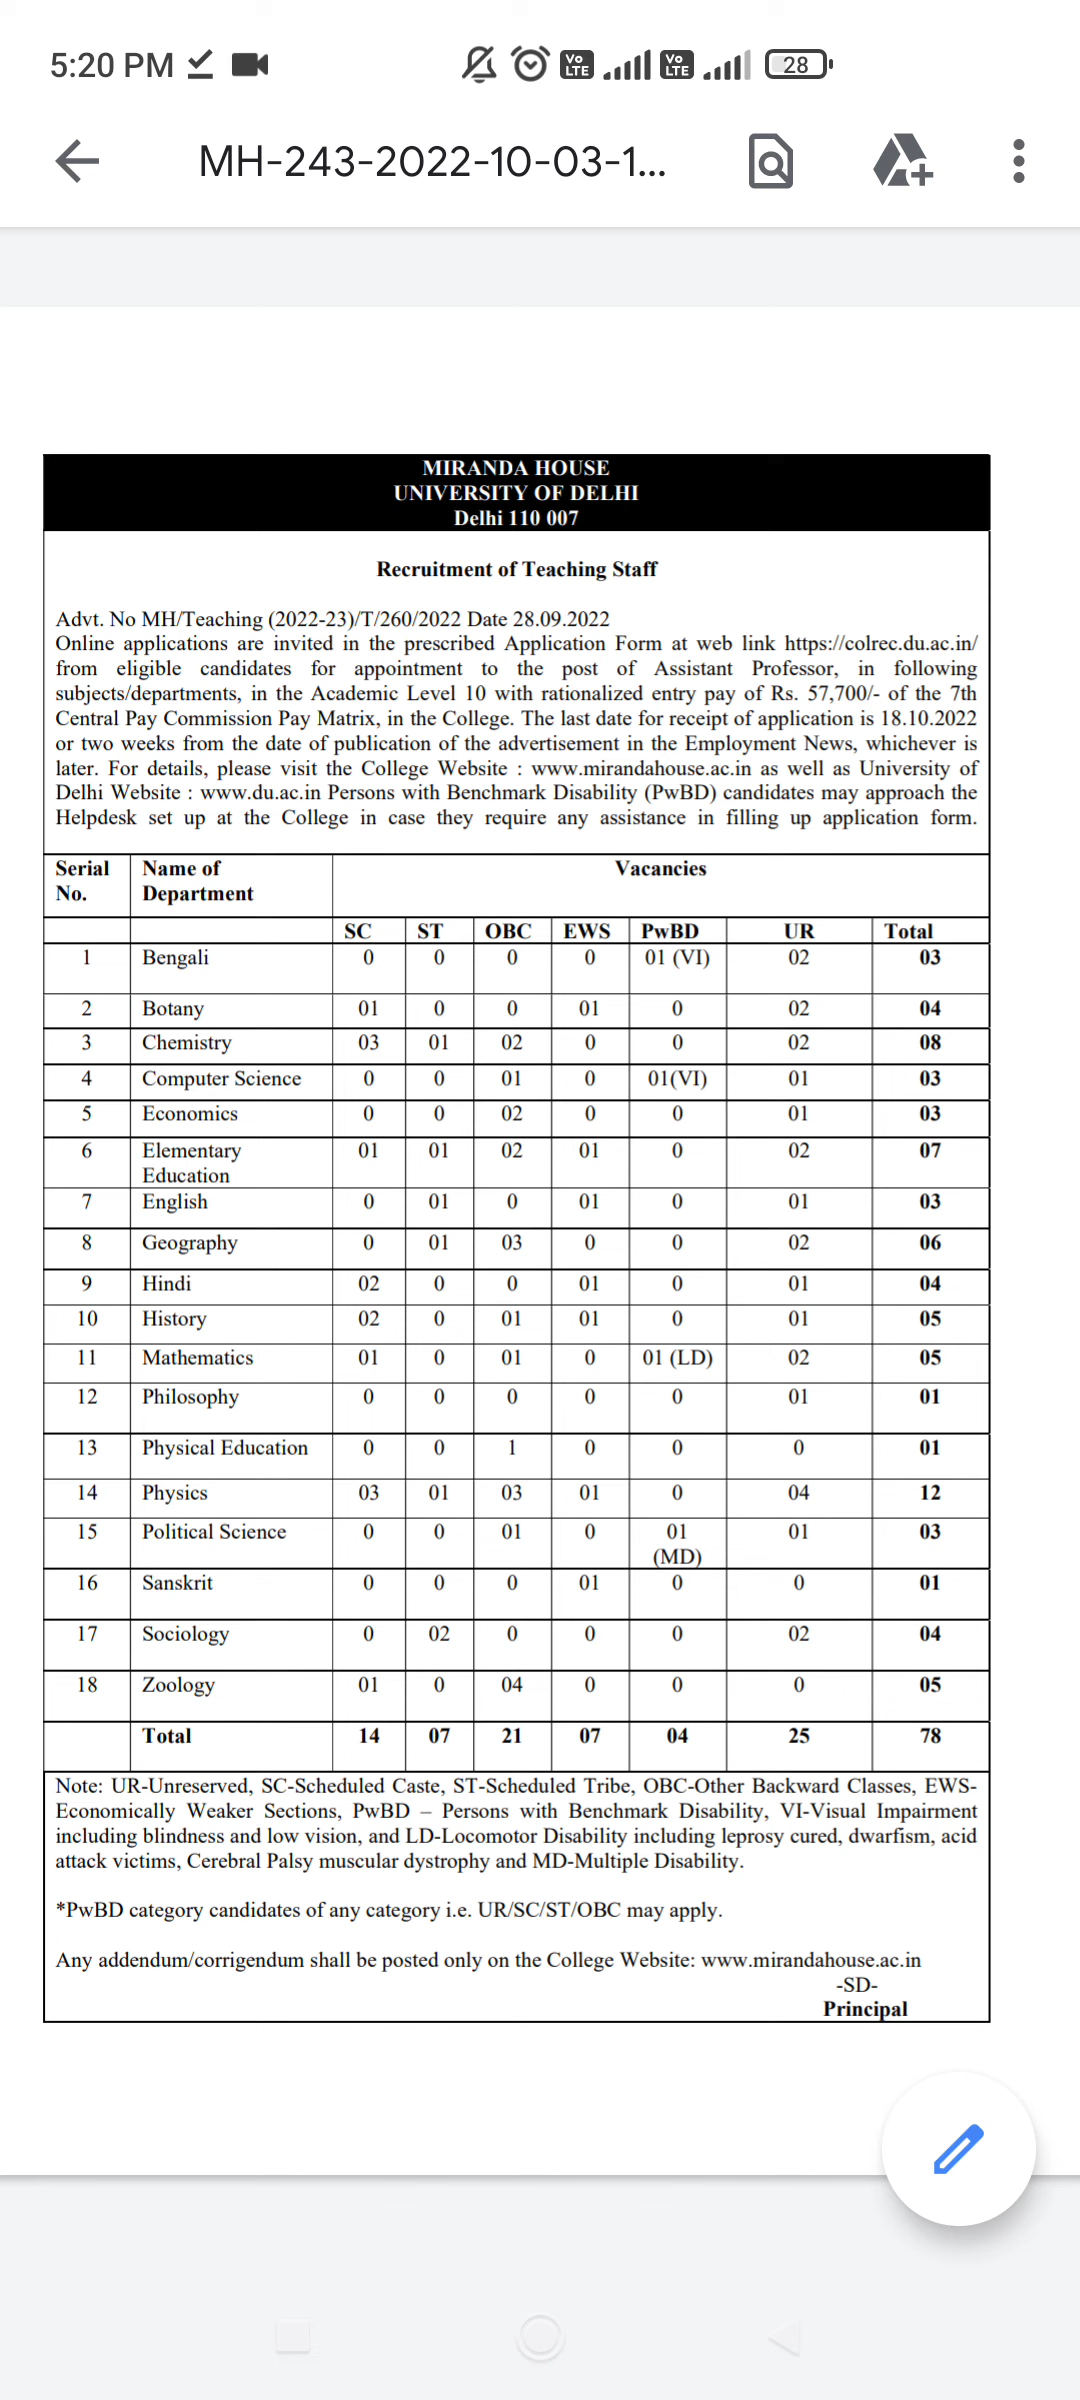 5:20 PM
Vo LTE Vo LTE 28
MH-243-2022-10-03-1...
MIRANDA HOUSE
UNIVERSITY OF DELHI
Delhi 110 007
Recruitment of Teaching Staff
Advt. No MH/Teaching (2022-23)/T/260/2022 Date 28.09.2022
Online applications are invited in the prescribed Application Form at web link https://colrec.du.ac.in/
from eligible candidates for appointment to the post of Assistant Professor, in following
subjects/departments, in the Academic Level 10 with rationalized entry pay of Rs. 57,700/- of the 7th
Central Pay Commission Pay Matrix, in the College. The last date for receipt of application is 18.10.2022
or two weeks from the date of publication of the advertisement in the Employment News, whichever is
later. For details, please visit the College Website : www.mirandahouse.ac.in as well as University of
Delhi Website : www.du.ac.in Persons with Benchmark Disability (PwBD) candidates may approach the
Helpdesk set up at the College in case they require any assistance in filling up application form.
Serial No. Name of Department Vacancies
SC ST OBC EWS PwBD UR Total
1 Bengali 0 0 0 0 01 (VI) 02 03
2 Botany 01 0 0 01 0 02 04
3 Chemistry 03 01 02 0 0 02 08
4 Computer Science 0 0 01 0 01(VI) 01 03
5 Economics 0 0 02 0 0 01 03
6 Elementary Education 01 01 02 01 0 02 07
7 English 0 01 0 01 0 01 03
8 Geography 0 01 03 0 0 02 06
9 Hindi 02 0 0 01 0 01 04
10 History 02 0 01 01 0 01 05
11 Mathematics 01 0 01 0 01 (LD) 02 05
12 Philosophy 0 0 0 0 0 01 01
13 Physical Education 0 0 1 0 0 0 01
14 Physics 03 01 03 01 0 04 12
15 Political Science 0 0 01 0 01 (MD) 01 03
16 Sanskrit 0 0 0 01 0 0 01
17 Sociology 0 02 0 0 0 02 04
18 Zoology 01 0 04 0 0 0 05
Total 14 07 21 07 04 25 78
Note: UR-Unreserved, SC-Scheduled Caste, ST-Scheduled Tribe, OBC-Other Backward Classes, EWS-
Economically Weaker Sections, PwBD – Persons with Benchmark Disability, VI-Visual Impairment
including blindness and low vision, and LD-Locomotor Disability including leprosy cured, dwarfism, acid
attack victims, Cerebral Palsy muscular dystrophy and MD-Multiple Disability.
*PwBD category candidates of any category i.e. UR/SC/ST/OBC may apply.
Any addendum/corrigendum shall be posted only on the College Website: www.mirandahouse.ac.in
-SD-
Principal